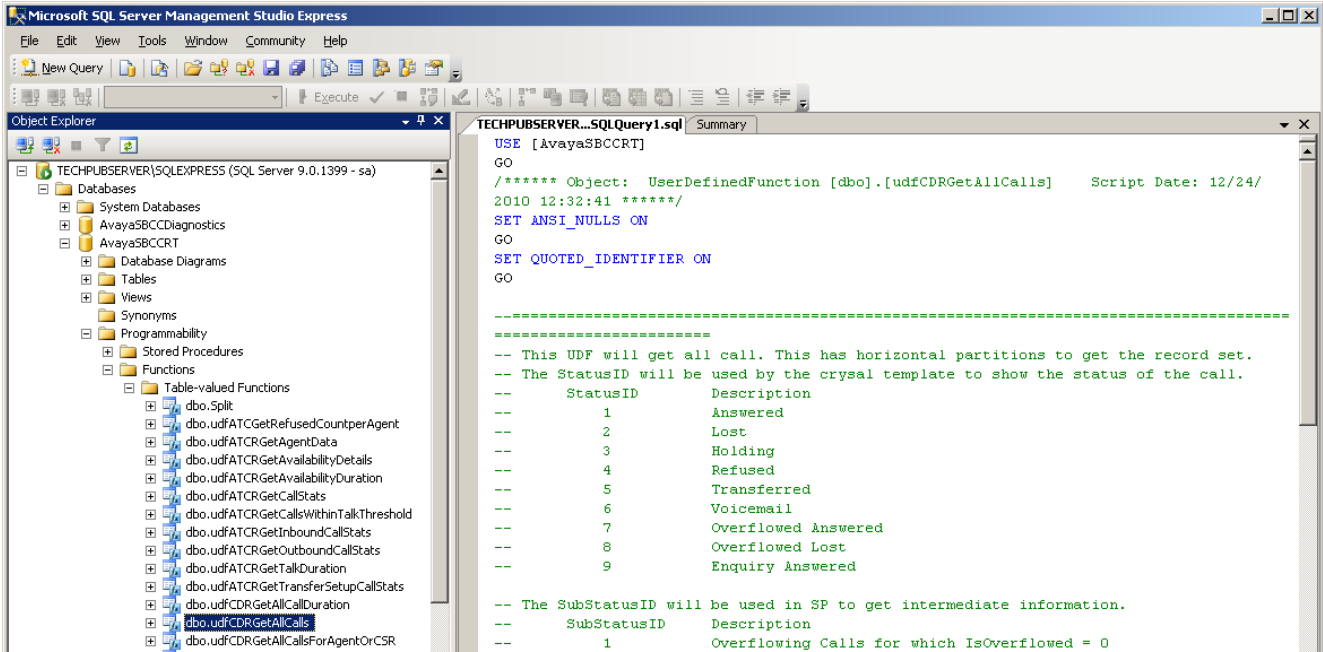 Microsoft SQL Server Management Studio Express
File Edit View Tools Window Community Help
New Query
Execute
Object Explorer
TECHPUBSERVER...SQLQuery1.sql Summary
TECHPUBSERVER\SQLEXPRESS (SQL Server 9.0.1399 - sa)
Databases
System Databases
AvayaSBCCDiagnostics
AvayaSBCCRT
Database Diagrams
Tables
Views
Synonyms
Programmability
Stored Procedures
Functions
Table-valued Functions
dbo.Split
dbo.udfATCGetRefusedCountperAgent
dbo.udfATCRGetAgentData
dbo.udfATCRGetAvailabilityDetails
dbo.udfATCRGetAvailabilityDuration
dbo.udfATCRGetCallStats
dbo.udfATCRGetCallsWithinTalkThreshold
dbo.udfATCRGetInboundCallStats
dbo.udfATCRGetOutboundCallStats
dbo.udfATCRGetTalkDuration
dbo.udfATCRGetTransferSetupCallStats
dbo.udfCDRGetAllCallDuration
dbo.udfCDRGetAllCalls
dbo.udfCDRGetAllCallsForAgentOrCSR
USE [AvayaSBCCRT]
GO
/****** Object:  UserDefinedFunction [dbo].[udfCDRGetAllCalls]    Script Date: 12/24/
2010 12:32:41 ******/
SET ANSI_NULLS ON
GO
SET QUOTED_IDENTIFIER ON
GO
--==================================================================================
========================
-- This UDF will get all call. This has horizontal partitions to get the record set.
-- The StatusID will be used by the crysal template to show the status of the call.
-- StatusID Description
-- 1 Answered
-- 2 Lost
-- 3 Holding
-- 4 Refused
-- 5 Transferred
-- 6 Voicemail
-- 7 Overflowed Answered
-- 8 Overflowed Lost
-- 9 Enquiry Answered
-- The SubStatusID will be used in SP to get intermediate information.
-- SubStatusID Description
-- 1 Overflowing Calls for which IsOverflowed = 0